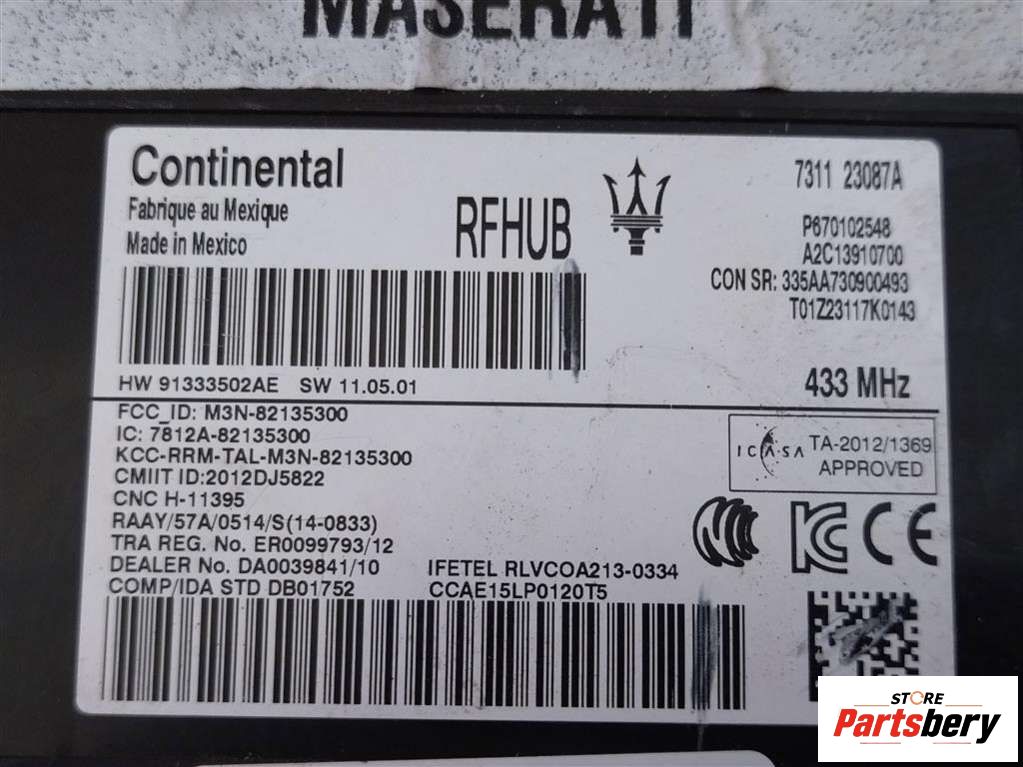 MASERATI
Continental
Fabrique au Mexique
Made in Mexico
RFHUB
7311 23087A
P670102548
A2C13910700
CON SR: 335AA730900493
T01Z23117K0143
HW 91333502AE SW 11.05.01
433 MHz
FCC_ID: M3N-82135300
IC: 7812A-82135300
KCC-RRM-TAL-M3N-82135300
CMIIT ID:2012DJ5822
CNC H-11395
RAAY/57A/0514/S(14-0833)
TRA REG. No. ER0099793/12
DEALER No. DA0039841/10
COMP/IDA STD DB01752
IFETEL RLVCOA213-0334
CCAE15LP0120T5
ICASA TA-2012/1369
APPROVED
KC CE
STORE
Partsbery